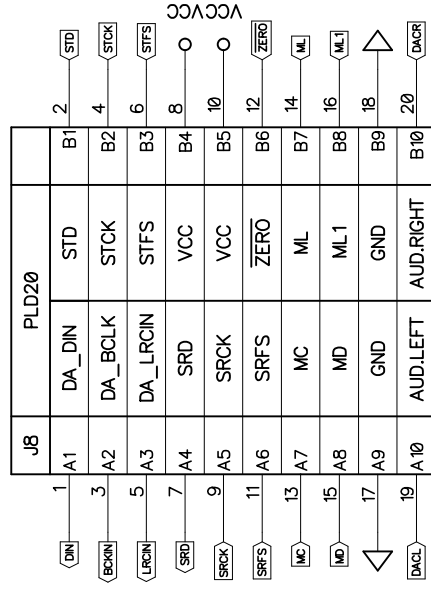 J8 PLD20
DIN 1 A1 DA_DIN STD B1 2 STD
BCKIN 3 A2 DA_BCLK STCK B2 4 STCK
LRCIN 5 A3 DA_LRCIN STFS B3 6 STFS
SRD 7 A4 SRD VCC B4 8 VCC
SRCK 9 A5 SRCK VCC B5 10 VCC
SRFS 11 A6 SRFS ZERO B6 12 ZERO
MC 13 A7 MC ML B7 14 ML
MD 15 A8 MD ML1 B8 16 ML1
17 A9 GND GND B9 18
DACL 19 A10 AUD.LEFT AUD.RIGHT B10 20 DACR